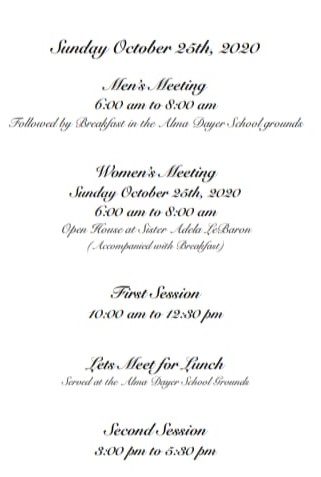 Sunday October 25th, 2020
Men's Meeting
6:00 am to 8:00 am
Followed by Breakfast in the Alma Dayer School grounds
Women's Meeting
Sunday October 25th, 2020
6:00 am to 8:00 am
Open House at Sister Adela LeBaron
(Accompanied with Breakfast)
First Session
10:00 am to 12:30 pm
Lets Meet for Lunch
Served at the Alma Dayer School Grounds
Second Session
3:00 pm to 5:30 pm